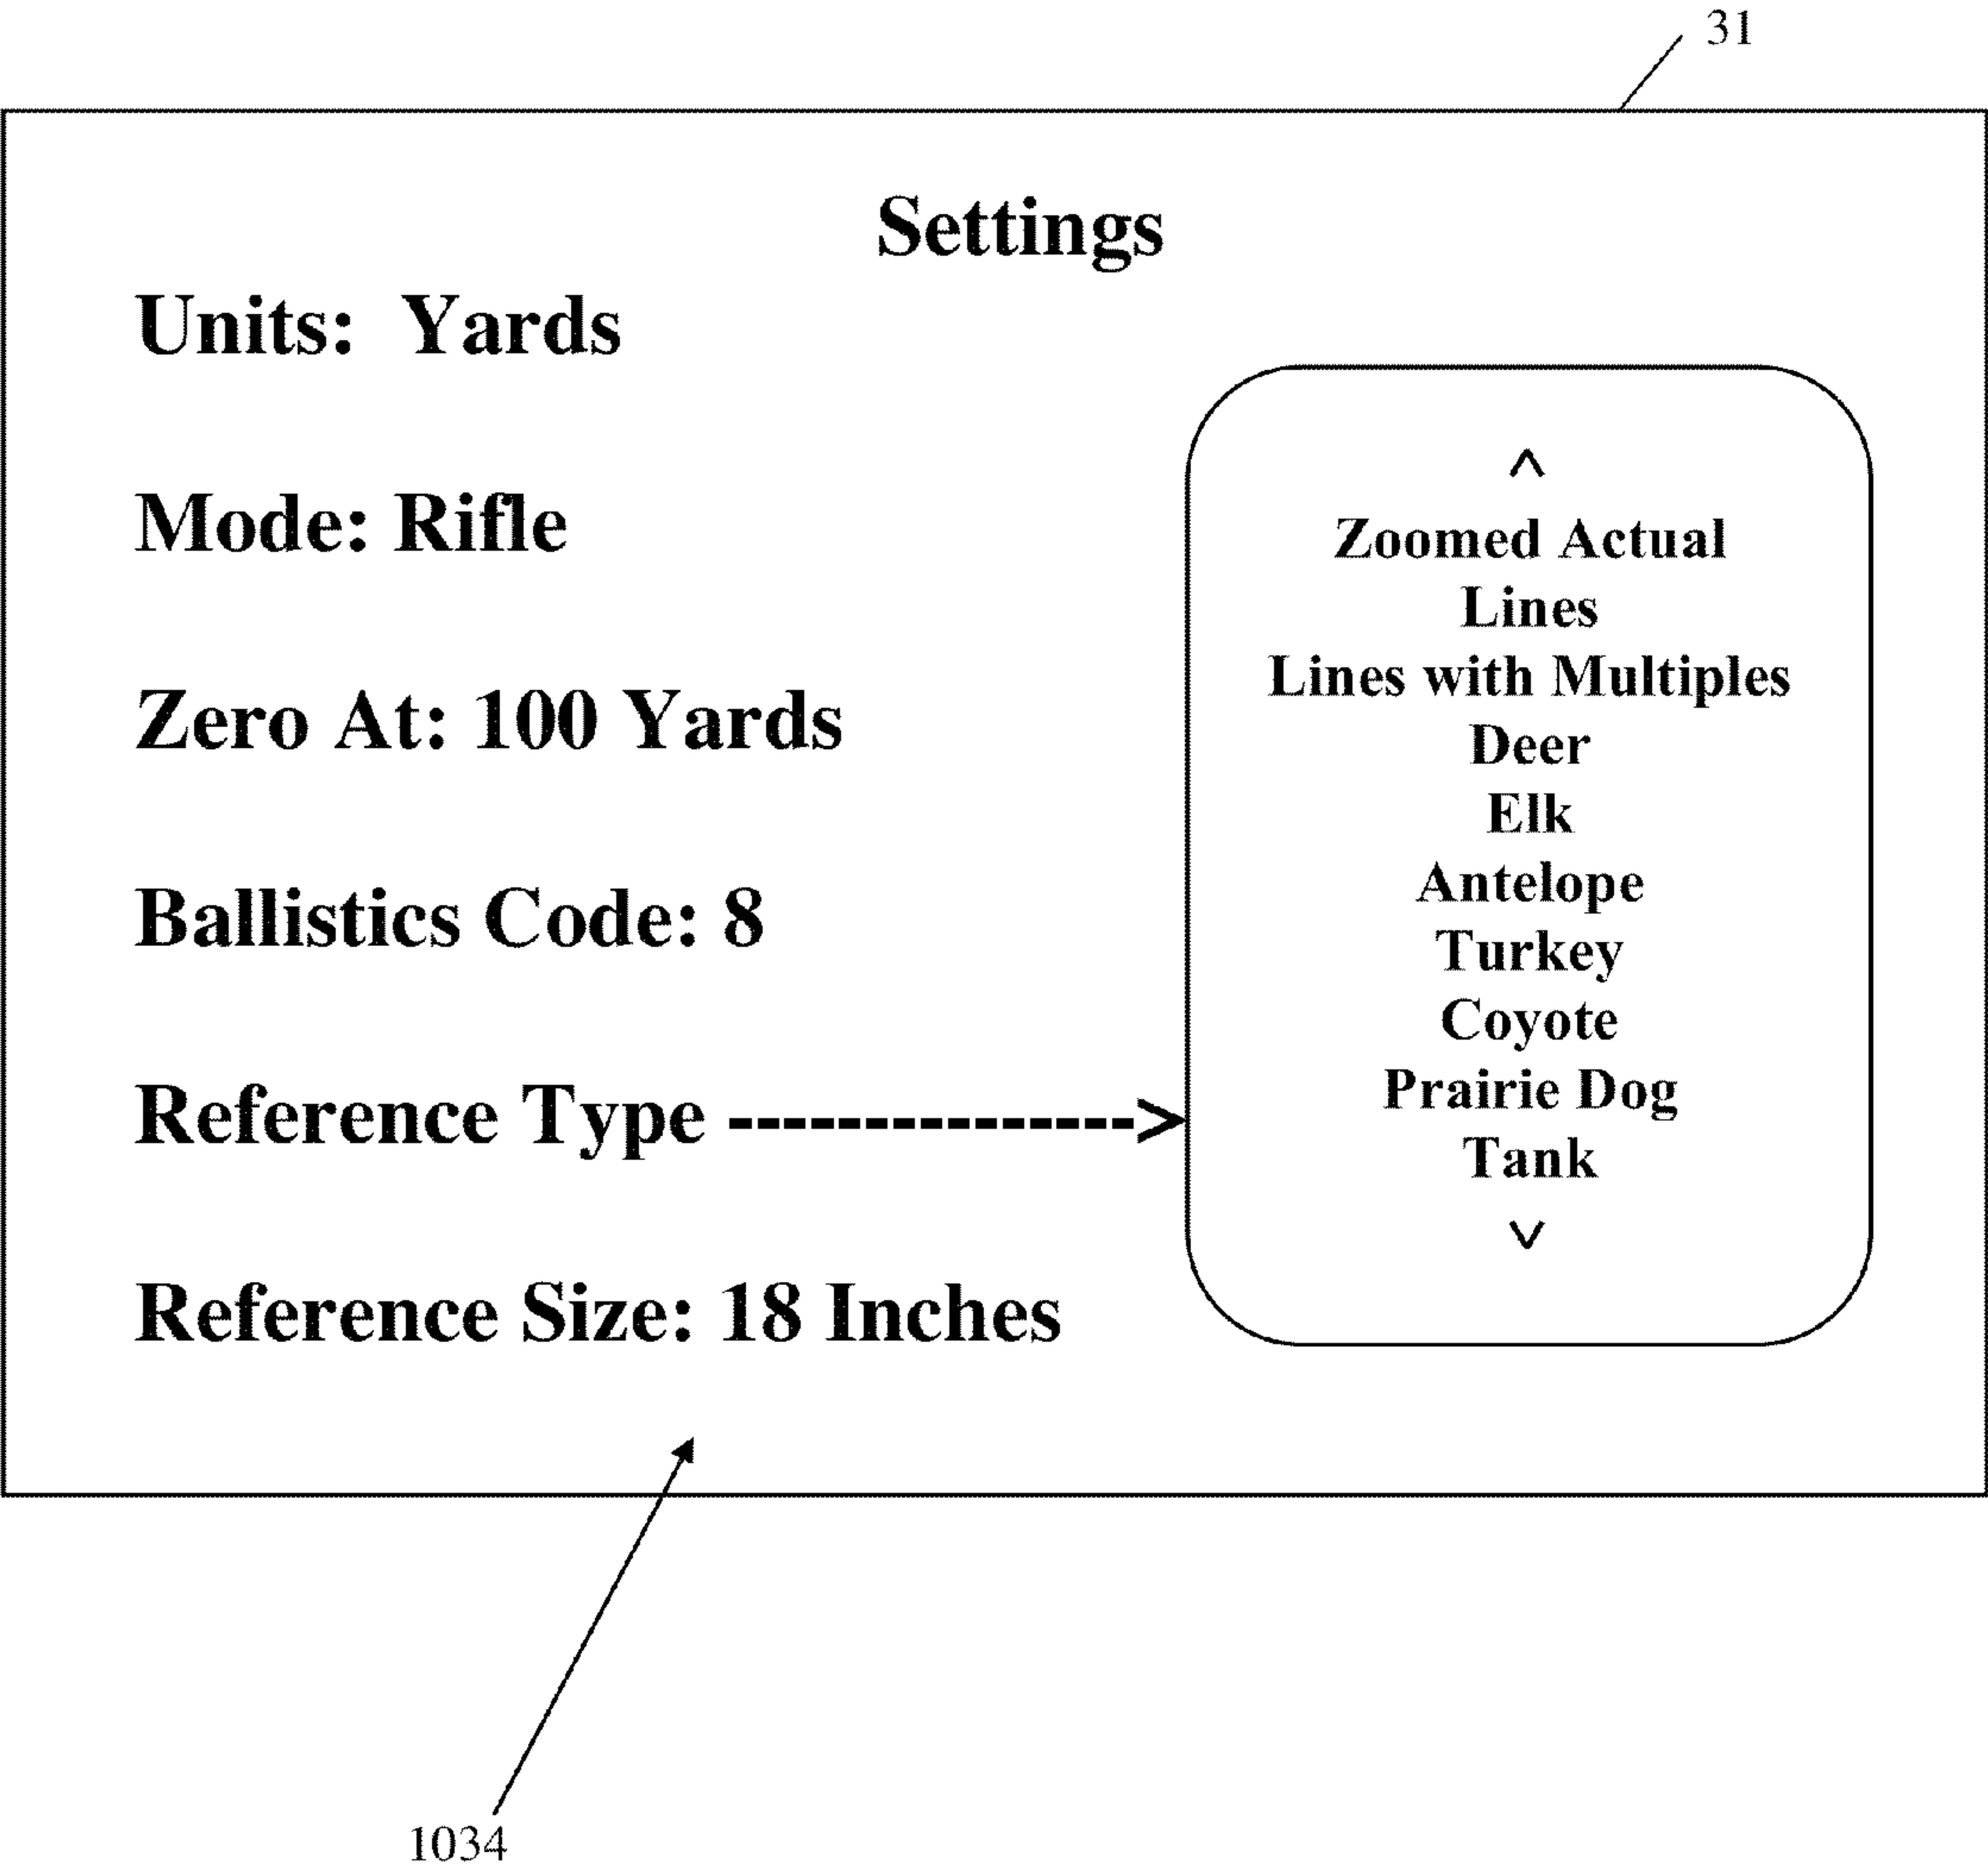 31
Settings
Units: Yards
Mode: Rifle
Zero At: 100 Yards
Ballistics Code: 8
Reference Type ---------------->
Reference Size: 18 Inches
^
Zoomed Actual
Lines
Lines with Multiples
Deer
Elk
Antelope
Turkey
Coyote
Prairie Dog
Tank
v
1034